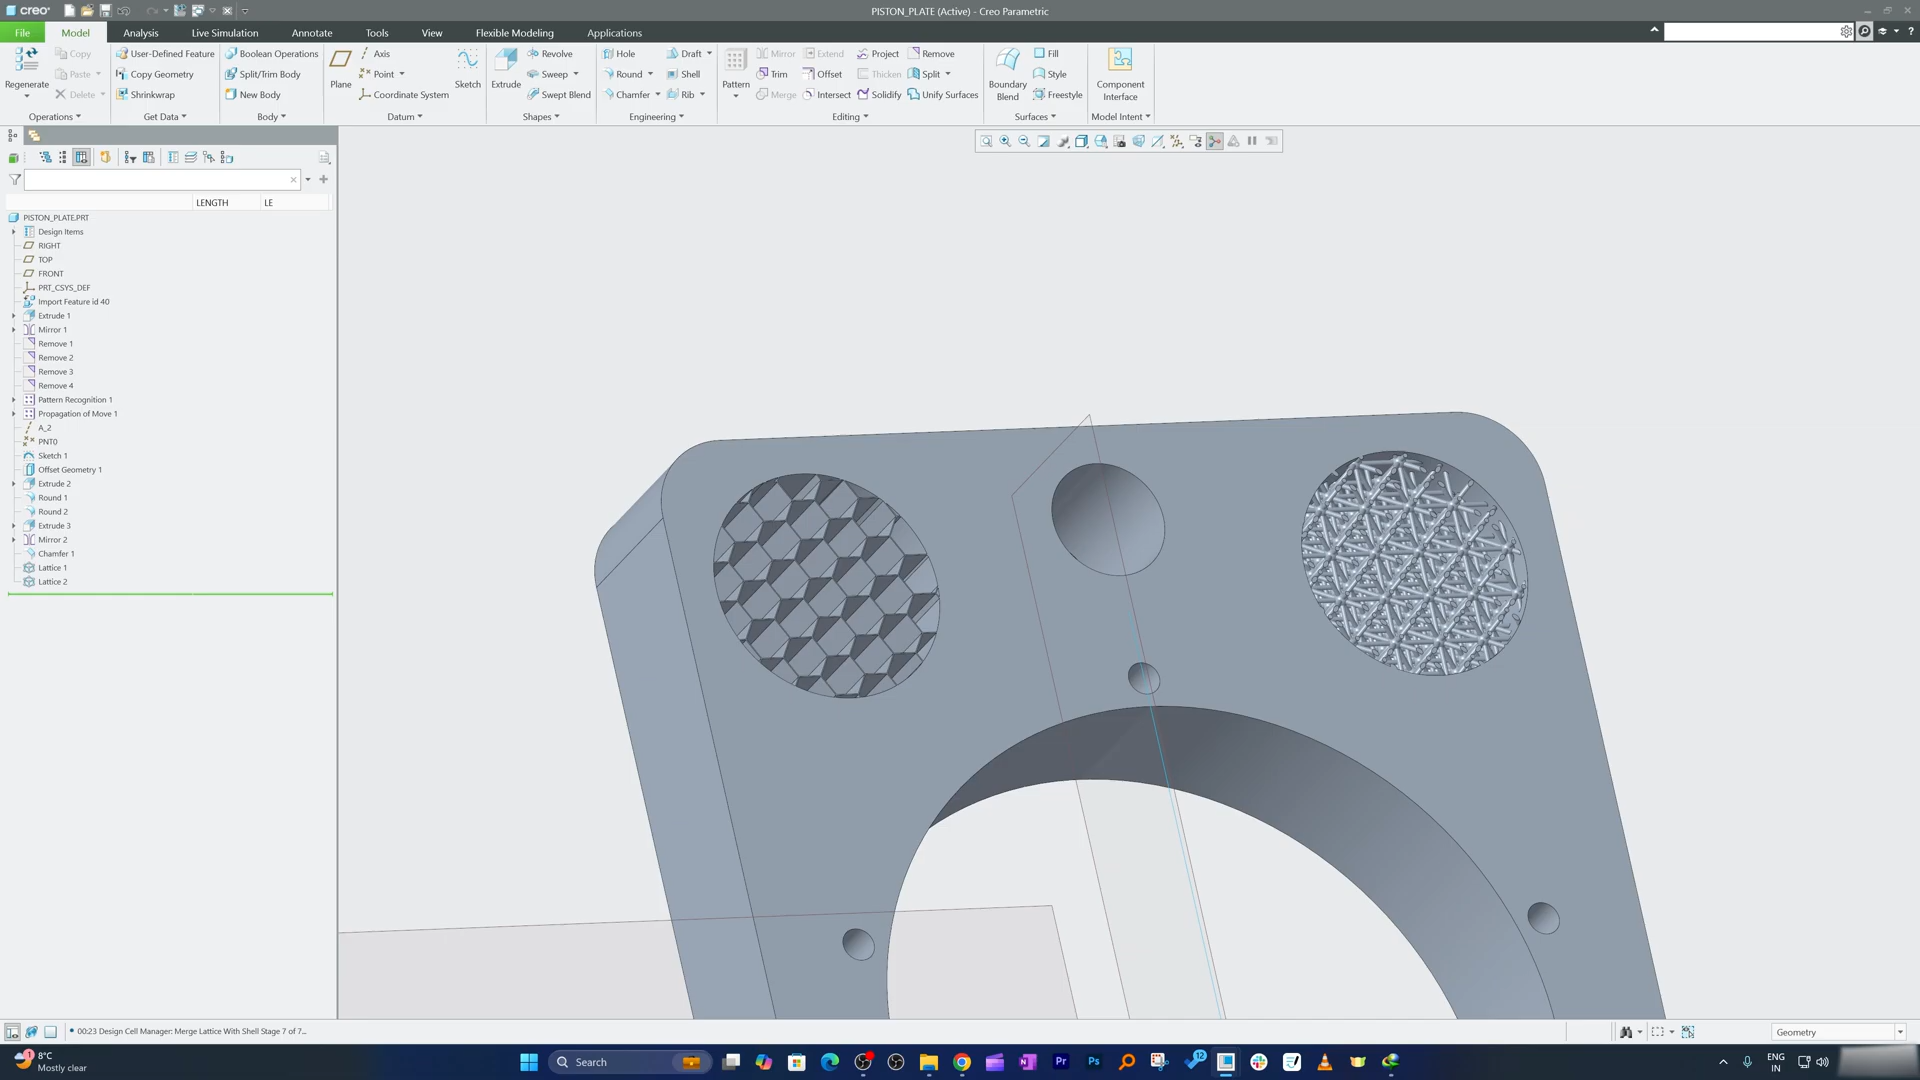 creo
PISTON_PLATE (Active) - Creo Parametric
File Model Analysis Annotate Live Simulation Tools View Flexible Modeling Applications
Regenerate
Copy
Paste
Delete
Operations
User-Defined Feature
Copy Geometry
Shrinkwrap
Get Data
Boolean Operations
Split/Trim Body
New Body
Body
Plane
Axis
Point
Coordinate System
Sketch
Datum
Extrude
Revolve
Sweep
Swept Blend
Shapes
Hole
Round
Chamfer
Draft
Shell
Rib
Engineering
Pattern
Mirror
Trim
Merge
Extend
Offset
Intersect
Project
Thicken
Solidify
Remove
Split
Unify Surfaces
Editing
Boundary
Blend
Fill
Style
Freestyle
Surfaces
Component
Interface
Model Intent
LENGTH LE
PISTON_PLATE.PRT
Design Items
RIGHT
TOP
FRONT
PRT_CSYS_DEF
Import Feature id 40
Extrude 1
Mirror 1
Remove 1
Remove 2
Remove 3
Remove 4
Pattern Recognition 1
Propagation of Move 1
A_2
PNT0
Sketch 1
Offset Geometry 1
Extrude 2
Round 1
Round 2
Extrude 3
Mirror 2
Chamfer 1
Lattice 1
Lattice 2
00:23 Design Cell Manager: Merge Lattice With Shell Stage 7 of 7...
Geometry
1
8°C
Mostly clear
Search
12
Pr
Ps
ENG
IN